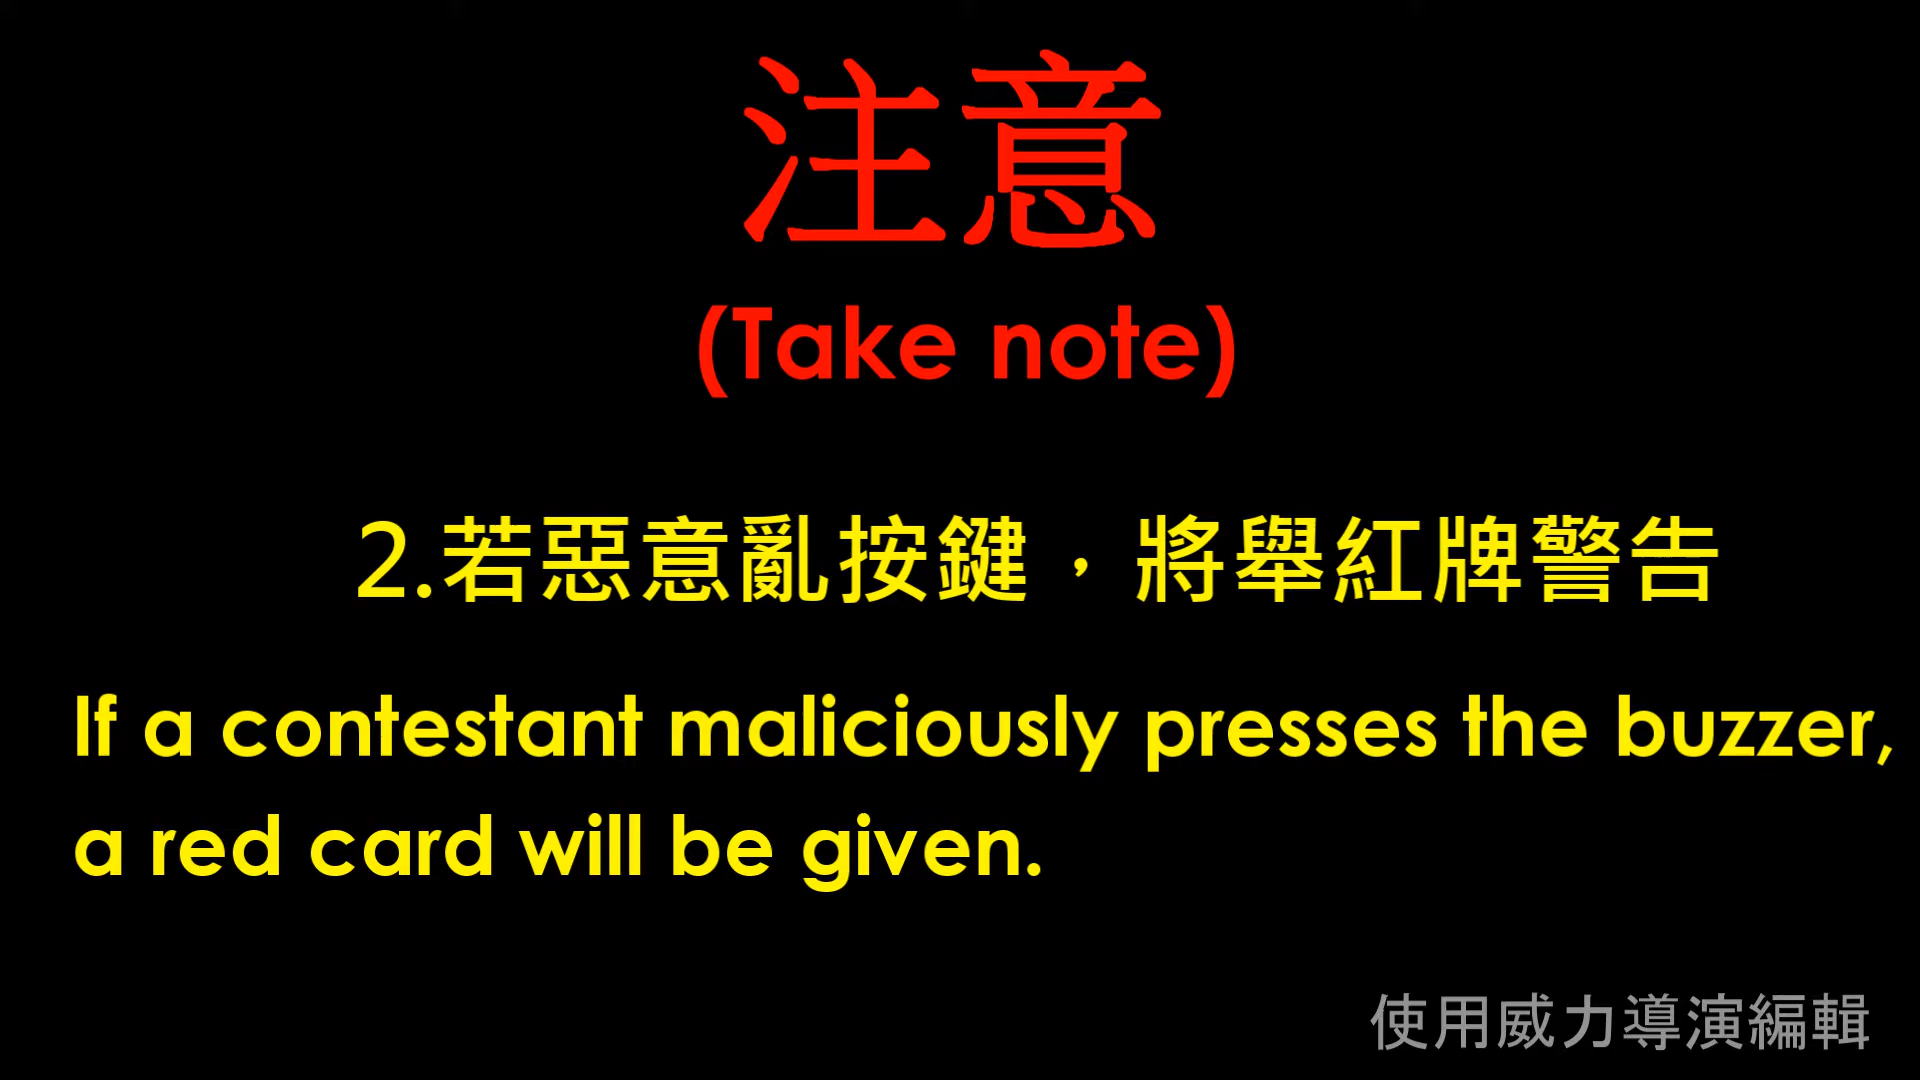 注意
(Take note)
2.若惡意亂按鍵，將舉紅牌警告
If a contestant maliciously presses the buzzer,
a red card will be given.
使用威力導演編輯